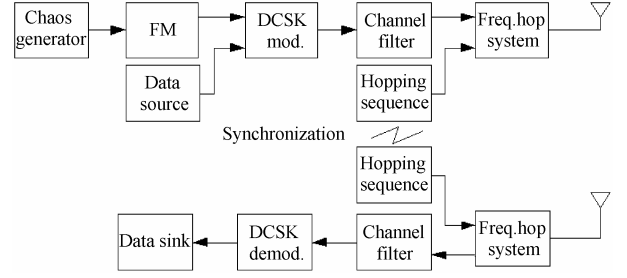 Chaos
generator
FM
DCSK
mod.
Channel
filter
Freq.hop
system
Data
source
Hopping
sequence
Synchronization
Hopping
sequence
Data sink
DCSK
demod.
Channel
filter
Freq.hop
system